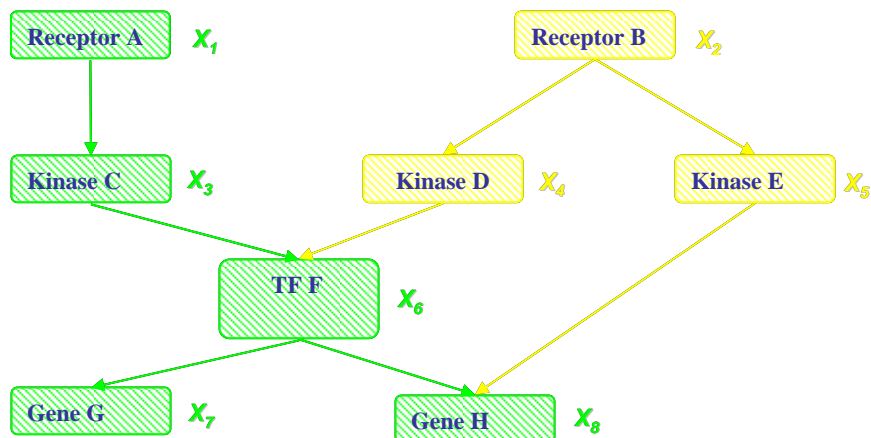 Receptor A X1 Receptor B X2
Kinase C X3 Kinase D X4 Kinase E X5
TF F X6
Gene G X7 Gene H X8